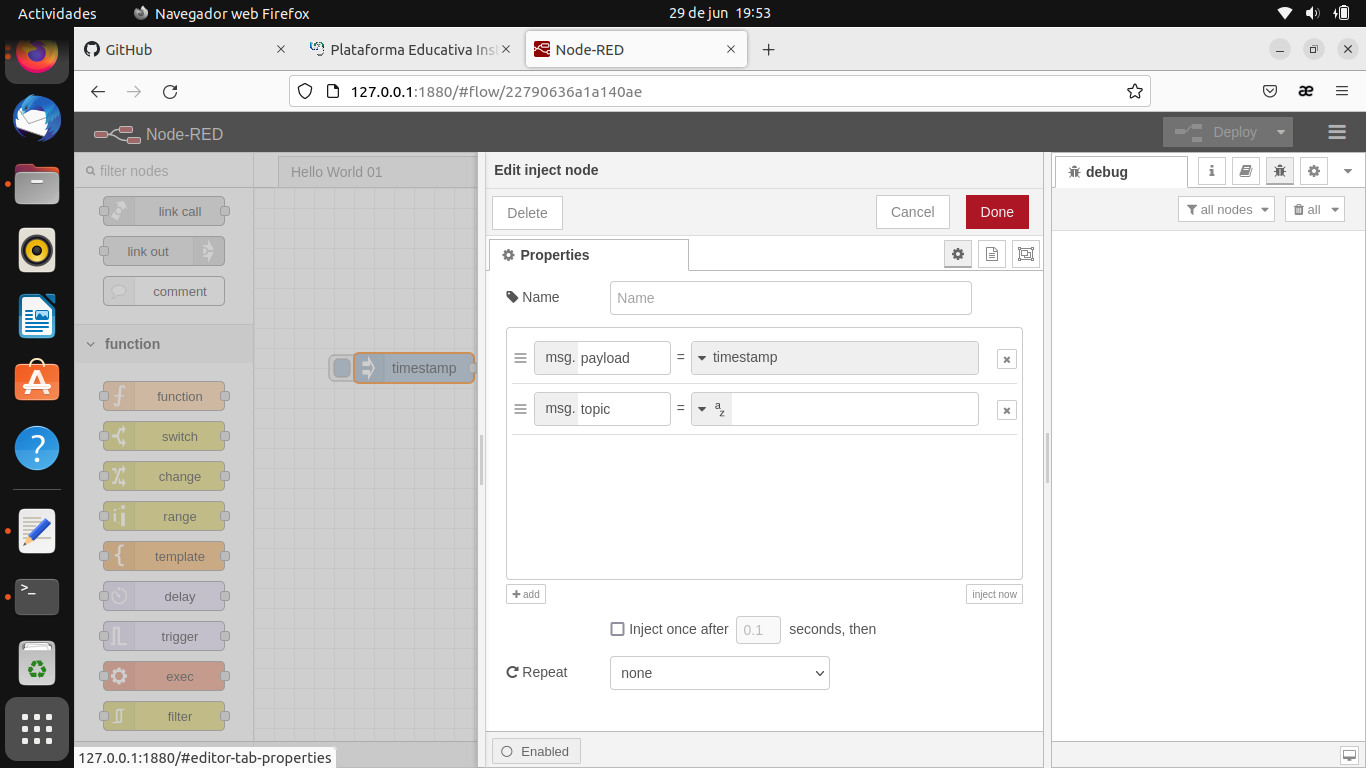 Actividades
Navegador web Firefox
29 de jun 19:53
GitHub
Plataforma Educativa Ins
Node-RED
127.0.0.1:1880/#flow/22790636a1a140ae
Node-RED
Deploy
filter nodes
link call
link out
comment
function
function
switch
change
range
template
delay
trigger
exec
filter
Hello World 01
timestamp
Edit inject node
Delete
Cancel
Done
Properties
Name
Name
msg. payload = timestamp
msg. topic = az
add
inject now
Inject once after 0.1 seconds, then
Repeat
none
Enabled
debug
i
all nodes
all
127.0.0.1:1880/#editor-tab-properties